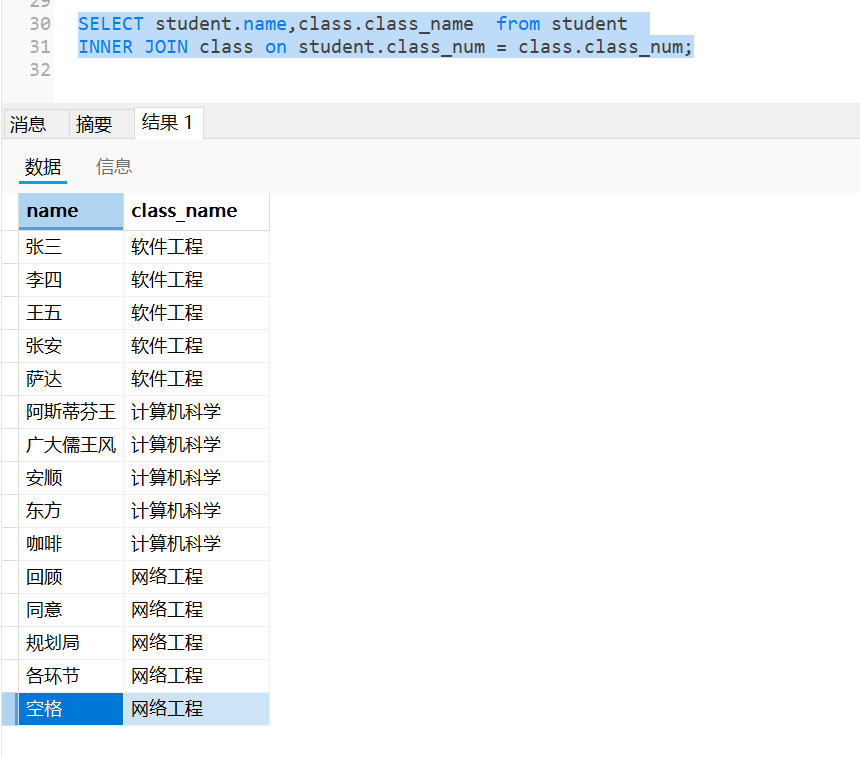 29
30 SELECT student.name,class.class_name  from student
31 INNER JOIN class on student.class_num = class.class_num;
32
消息 摘要 结果 1
数据 信息
name class_name
张三 软件工程
李四 软件工程
王五 软件工程
张安 软件工程
萨达 软件工程
阿斯蒂芬王 计算机科学
广大儒王风 计算机科学
安顺 计算机科学
东方 计算机科学
咖啡 计算机科学
回顾 网络工程
同意 网络工程
规划局 网络工程
各环节 网络工程
空格 网络工程